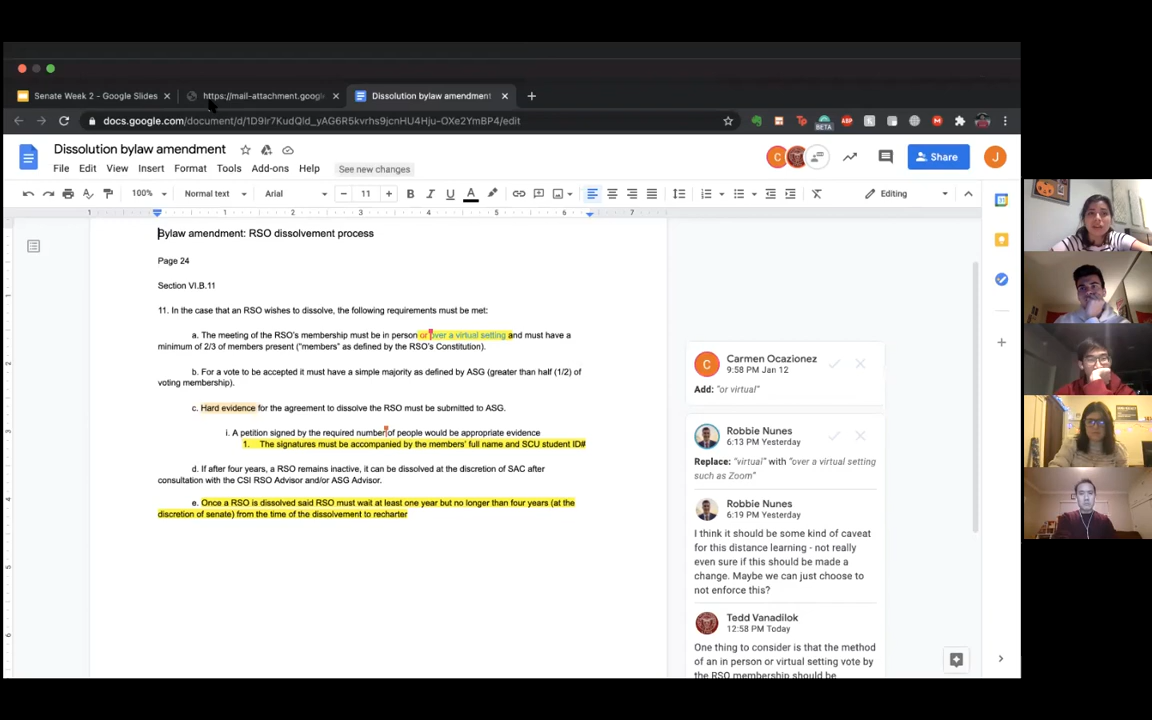 Senate Week 2 - Google Slides
https://mail-attachment.googl
Dissolution bylaw amendment
docs.google.com/document/d/1D9Ir7KudQld_yAG6R5kvrhs9jcnHU4Hju-OXe2YmBP4/edit
BETA
ABP
Dissolution bylaw amendment
File Edit View Insert Format Tools Add-ons Help See new changes
C
Share
J
100% Normal text Arial 11 B I U A Editing
1 1 2 3 4 5 6 7
Bylaw amendment: RSO dissolvement process
Page 24
Section VI.B.11
11. In the case that an RSO wishes to dissolve, the following requirements must be met:
a. The meeting of the RSO's membership must be in person or over a virtual setting and must have a
minimum of 2/3 of members present ("members" as defined by the RSO's Constitution).
b. For a vote to be accepted it must have a simple majority as defined by ASG (greater than half (1/2) of
voting membership).
c. Hard evidence for the agreement to dissolve the RSO must be submitted to ASG.
i. A petition signed by the required number of people would be appropriate evidence
1. The signatures must be accompanied by the members' full name and SCU student ID#
d. If after four years, a RSO remains inactive, it can be dissolved at the discretion of SAC after
consultation with the CSI RSO Advisor and/or ASG Advisor.
e. Once a RSO is dissolved said RSO must wait at least one year but no longer than four years (at the
discretion of senate) from the time of the dissolvement to recharter
C
Carmen Ocazionez
9:58 PM Jan 12
Add: "or virtual"
Robbie Nunes
6:13 PM Yesterday
Replace: "virtual" with "over a virtual setting
such as Zoom"
Robbie Nunes
6:19 PM Yesterday
I think it should be some kind of caveat
for this distance learning - not really
even sure if this should be made a
change. Maybe we can just choose to
not enforce this?
Tedd Vanadilok
12:58 PM Today
One thing to consider is that the method
of an in person or virtual setting vote by
the RSO membership should be